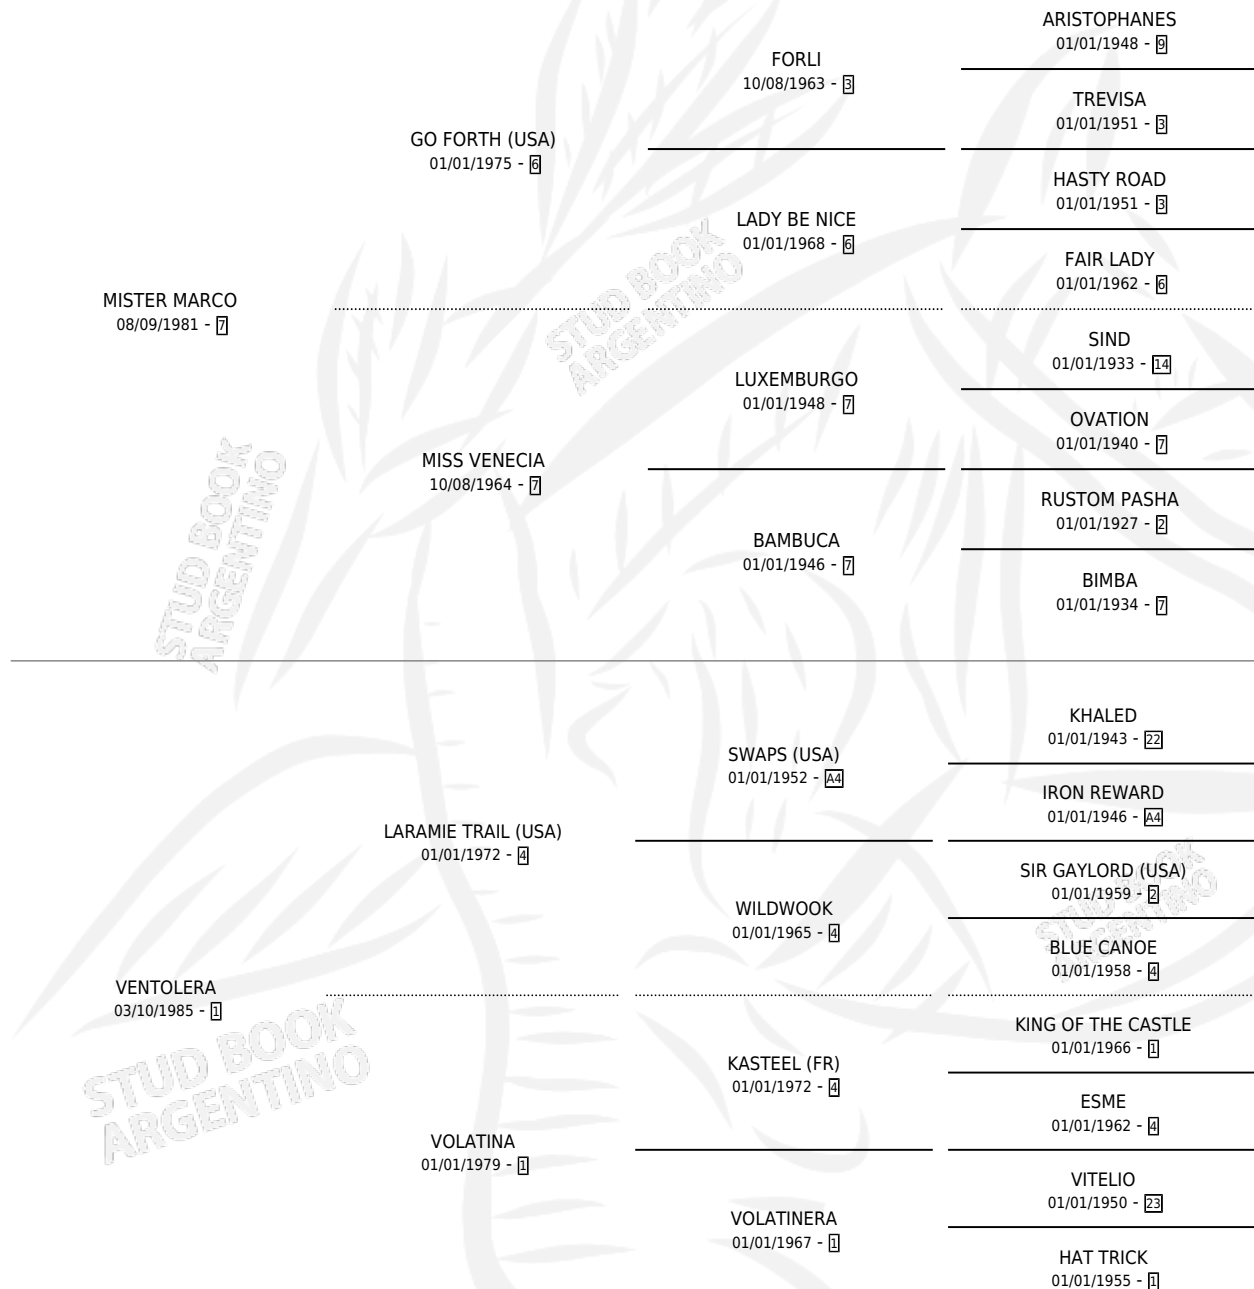 MISTER MARCO
08/09/1981 - 7
GO FORTH (USA)
01/01/1975 - 6
MISS VENECIA
10/08/1964 - 7
FORLI
10/08/1963 - 3
LADY BE NICE
01/01/1968 - 6
LUXEMBURGO
01/01/1948 - 7
BAMBUCA
01/01/1946 - 7
ARISTOPHANES
01/01/1948 - 9
TREVISA
01/01/1951 - 3
HASTY ROAD
01/01/1951 - 3
FAIR LADY
01/01/1962 - 6
SIND
01/01/1933 - 14
OVATION
01/01/1940 - 7
RUSTOM PASHA
01/01/1927 - 2
BIMBA
01/01/1934 - 7
VENTOLERA
03/10/1985 - 1
LARAMIE TRAIL (USA)
01/01/1972 - 4
VOLATINA
01/01/1979 - 1
SWAPS (USA)
01/01/1952 - A4
WILDWOOK
01/01/1965 - 4
KASTEEL (FR)
01/01/1972 - 4
VOLATINERA
01/01/1967 - 1
KHALED
01/01/1943 - 22
IRON REWARD
01/01/1946 - A4
SIR GAYLORD (USA)
01/01/1959 - 2
BLUE CANOE
01/01/1958 - 4
KING OF THE CASTLE
01/01/1966 - 1
ESME
01/01/1962 - 4
VITELIO
01/01/1950 - 23
HAT TRICK
01/01/1955 - 1
STUD BOOK
ARGENTINO
STUD BOOK
ARGENTINO
STUD BOOK
ARGENTINO
STUD BOOK
ARGENTINO